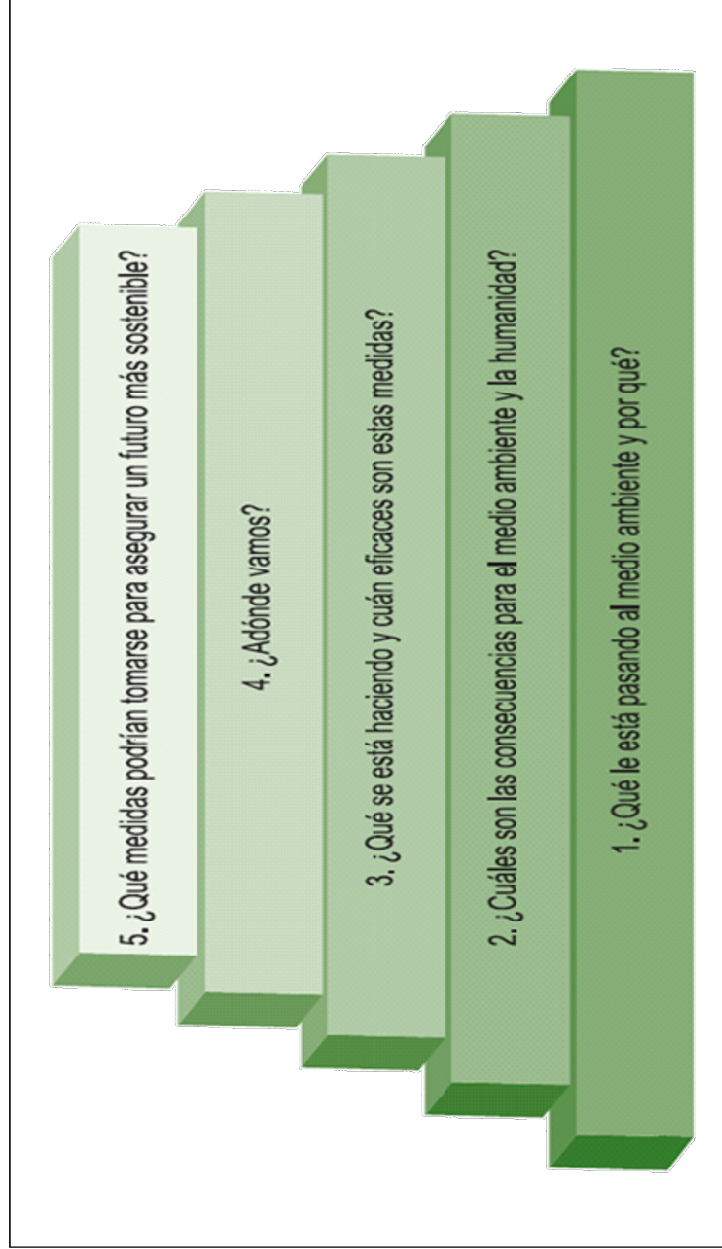 5. ¿Qué medidas podrían tomarse para asegurar un futuro más sostenible?
4. ¿Adónde vamos?
3. ¿Qué se está haciendo y cuán eficaces son estas medidas?
2. ¿Cuáles son las consecuencias para el medio ambiente y la humanidad?
1. ¿Qué le está pasando al medio ambiente y por qué?